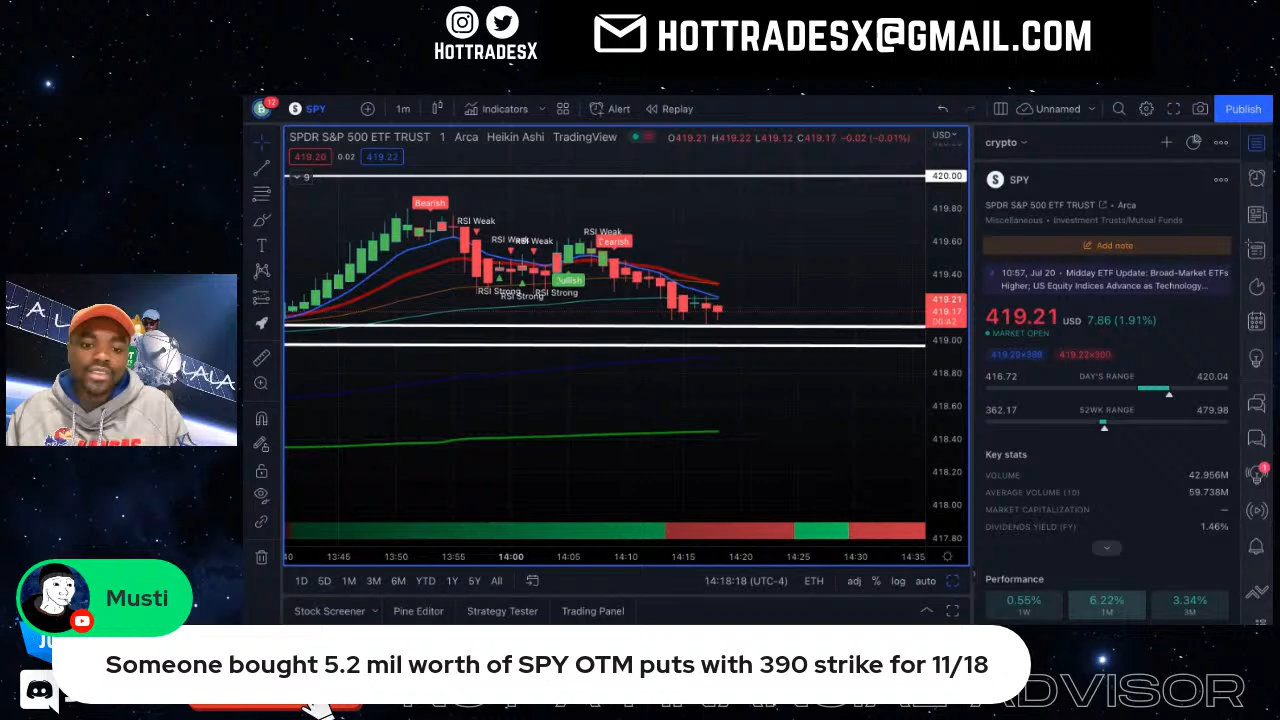 HOTTRADESX
HOTTRADESX@GMAIL.COM
12
SPY
1m
Indicators
Alert
Replay
Unnamed
Publish
SPDR S&P 500 ETF TRUST 1 Arca Heikin Ashi TradingView
O419.21 H419.22 L419.12 C419.17 −0.02 (−0.01%)
USD
419.20 0.02 419.22
9
420.00
419.80
419.60
419.40
419.21
419.17
00:42
419.00
418.80
418.60
418.40
418.20
418.00
417.80
Bearish
RSI Weak
RSI Weak
RSI Weak
RSI Weak
Bearish
Bullish
RSI Strong
RSI Strong
RSI Strong
:40
13:45
13:50
13:55
14:00
14:05
14:10
14:15
14:20
14:25
14:30
14:35
1D 5D 1M 3M 6M YTD 1Y 5Y All
14:18:18 (UTC-4) ETH adj % log auto
Stock Screener Pine Editor Strategy Tester Trading Panel
crypto
SPY
SPDR S&P 500 ETF TRUST • Arca
Miscellaneous • Investment Trusts/Mutual Funds
Add note
10:57, Jul 20 • Midday ETF Update: Broad-Market ETFs
Higher; US Equity Indices Advance as Technology...
419.21 USD 7.86 (1.91%)
MARKET OPEN
416.72 DAY'S RANGE 420.04
362.17 52WK RANGE 479.98
Key stats
VOLUME 42.956M
AVERAGE VOLUME (10) 59.738M
MARKET CAPITALIZATION —
DIVIDENDS YIELD (FY) 1.46%
Performance
0.55% 6.22% 3.34%
1W 1M 3M
1
LALA
Musti
Someone bought 5.2 mil worth of SPY OTM puts with 390 strike for 11/18
ADVISOR